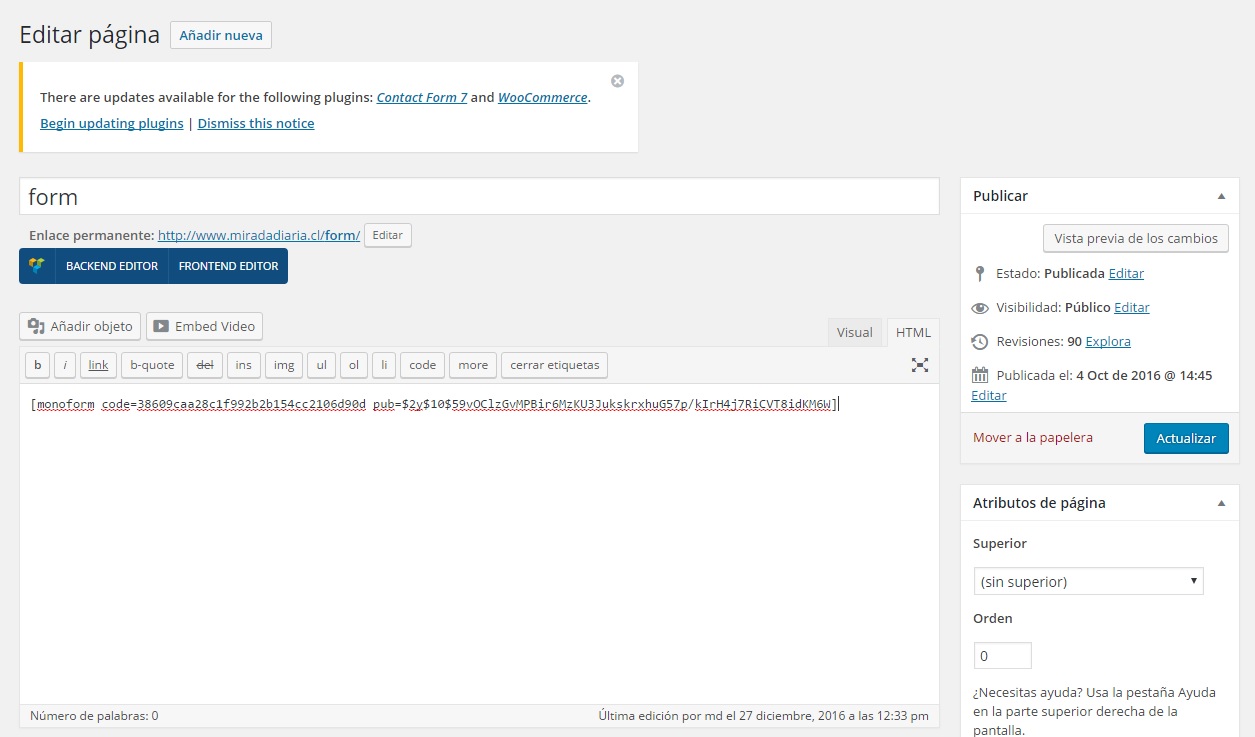 Editar página Añadir nueva
There are updates available for the following plugins: Contact Form 7 and WooCommerce.
Begin updating plugins | Dismiss this notice
form
Enlace permanente: http://www.miradadiaria.cl/form/ Editar
BACKEND EDITOR FRONTEND EDITOR
Añadir objeto Embed Video
Visual HTML
b i link b-quote del ins img ul ol li code more cerrar etiquetas
[monoform code=38609caa28c1f992b2b154cc2106d90d pub=$2y$10$59vOClzGvMPBir6MzKU3JukskrxhuG57p/kIrH4j7RiCVT8idKM6W]
Número de palabras: 0
Última edición por md el 27 diciembre, 2016 a las 12:33 pm
Publicar
Vista previa de los cambios
Estado: Publicada Editar
Visibilidad: Público Editar
Revisiones: 90 Explora
Publicada el: 4 Oct de 2016 @ 14:45
Editar
Mover a la papelera Actualizar
Atributos de página
Superior
(sin superior)
Orden
0
¿Necesitas ayuda? Usa la pestaña Ayuda
en la parte superior derecha de la
pantalla.